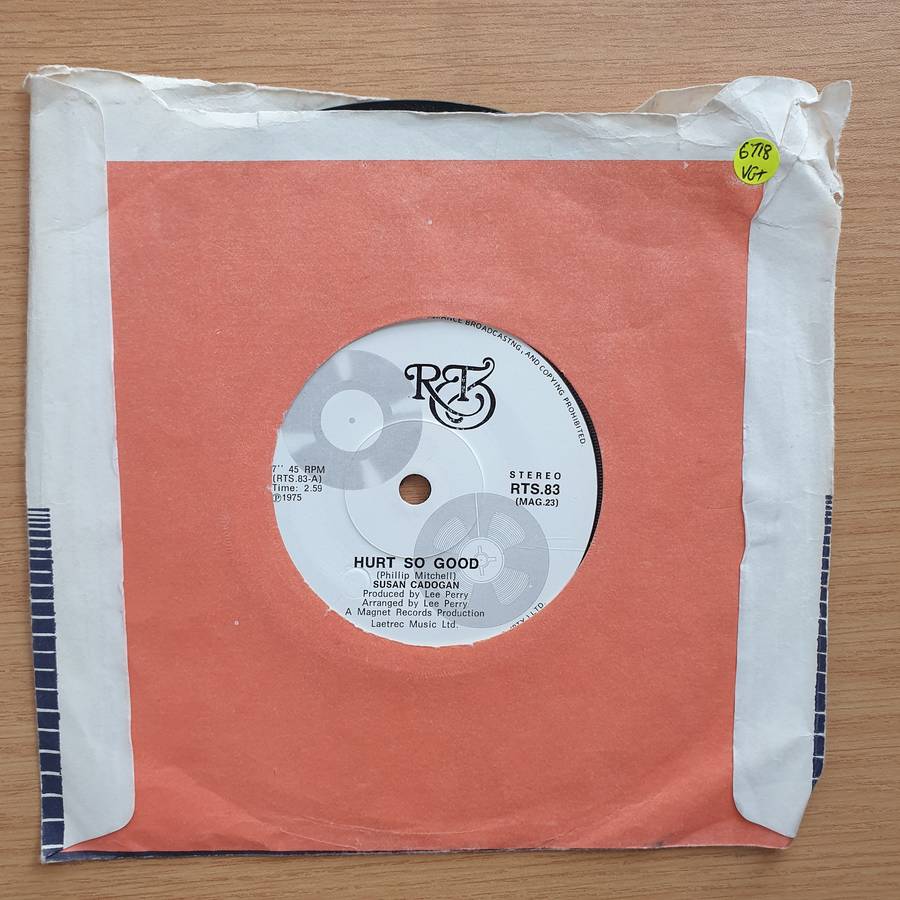 6718
VG+
BROADCASTNG, AND COPYING PROHIBITED.
RTS
7'' 45 RPM
(RTS.83-A)
Time: 2.59
℗1975
STEREO
RTS.83
(MAG.23)
HURT SO GOOD
(Phillip Mitchell)
SUSAN CADOGAN
Produced by Lee Perry
Arranged by Lee Perry
A Magnet Records Production
Laetrec Music Ltd.
LTD